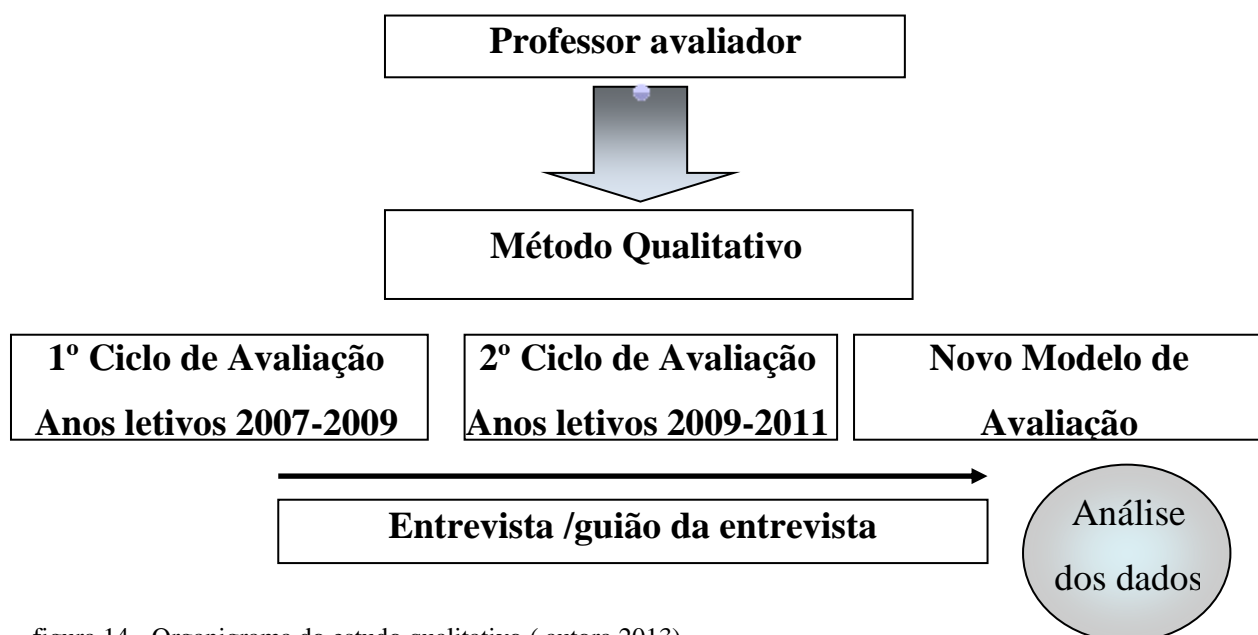 Professor avaliador
Método Qualitativo
1º Ciclo de Avaliação
Anos letivos 2007-2009
2º Ciclo de Avaliação
Anos letivos 2009-2011
Novo Modelo de
Avaliação
Entrevista /guião da entrevista
Análise
dos dados
figura 14 - Organigrama do estudo qualitativo ( autora 2013)